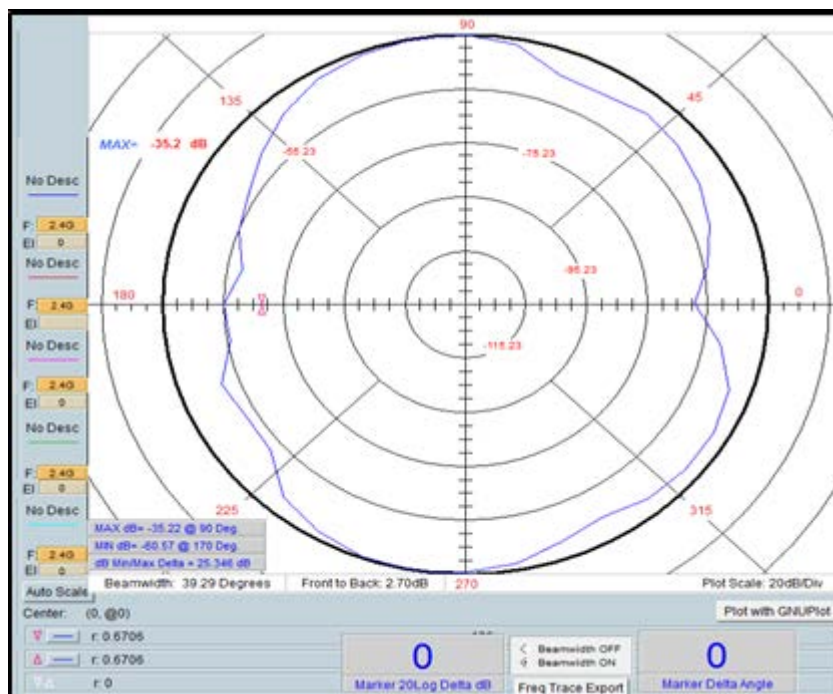 90
135
45
MAX= -35.2 dB
-55.23
-75.23
No Desc
F: 2.4G
El 0
No Desc
-95.23
180
0
F: 2.4G
El
No Desc
-115.23
F: 2.4G
El 0
No Desc
F: 2.4G
El 0
No Desc
225
315
MAX dB= -35.22 @ 90 Deg.
MIN dB= -60.57 @ 170 Deg.
dB Min/Max Delta = 25.346 dB
F: 2.4G
El 0
Beamwidth: 39.29 Degrees
Front to Back: 2.70dB
270
Plot Scale: 20dB/Div
Auto Scale
Center: (0, @0)
Plot with GNUPlot
r: 0.6706
r: 0.6706
r: 0
0
Marker 20Log Delta dB
Beamwidth OFF
Beamwidth ON
Freq Trace Export
0
Marker Delta Angle